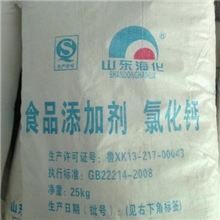 山东海化
SHANDONGHAIHUA
食品添加剂 氯化钙
生产许可证号：鲁XK13-217-00043
执行标准：GB22214-2008
净重：25kg
生产日期（批号）：（见右下角标签）